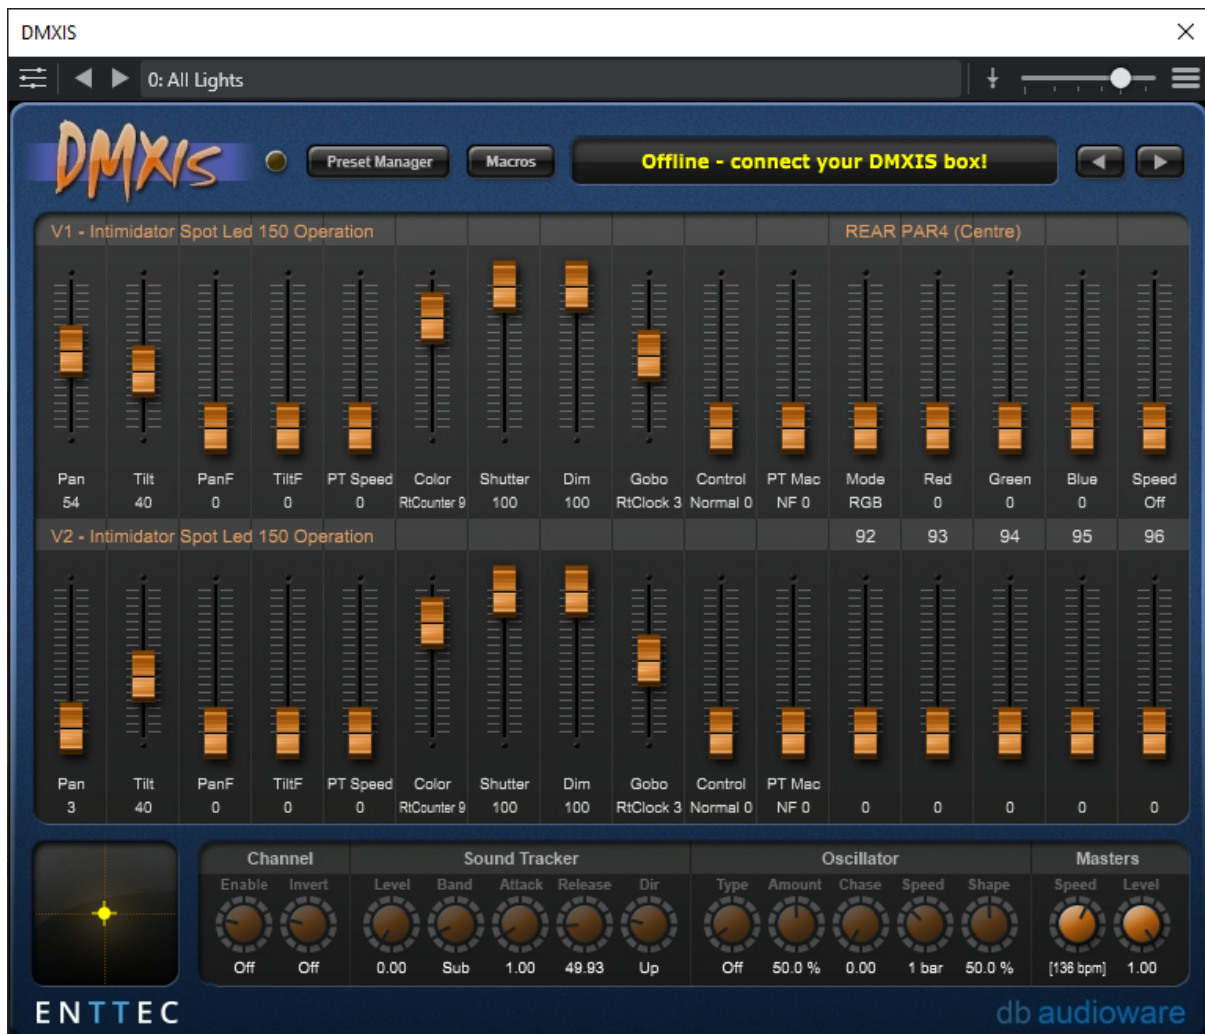 DMXIS
0: All Lights
DMXIS Preset Manager Macros Offline - connect your DMXIS box!
V1 - Intimidator Spot Led 150 Operation REAR PAR4 (Centre)
Pan Tilt PanF TiltF PT Speed Color Shutter Dim Gobo Control PT Mac Mode Red Green Blue Speed
54 40 0 0 0 RtCounter 9 100 100 RtClock 3 Normal 0 NF 0 RGB 0 0 0 Off
V2 - Intimidator Spot Led 150 Operation 92 93 94 95 96
Pan Tilt PanF TiltF PT Speed Color Shutter Dim Gobo Control PT Mac
3 40 0 0 0 RtCounter 9 100 100 RtClock 3 Normal 0 NF 0 0 0 0 0 0
Channel Sound Tracker Oscillator Masters
Enable Invert Level Band Attack Release Dir Type Amount Chase Speed Shape Speed Level
Off Off 0.00 Sub 1.00 49.93 Up Off 50.0 % 0.00 1 bar 50.0 % [136 bpm] 1.00
ENTTEC db audioware